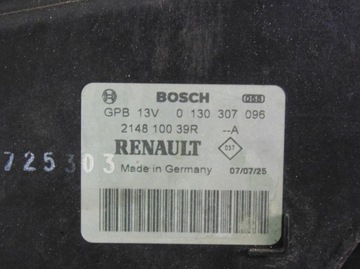 BOSCH
GPB 13V 0 130 307 096
2148 100 39R --A
RENAULT
Made in Germany 07/07/25
725303